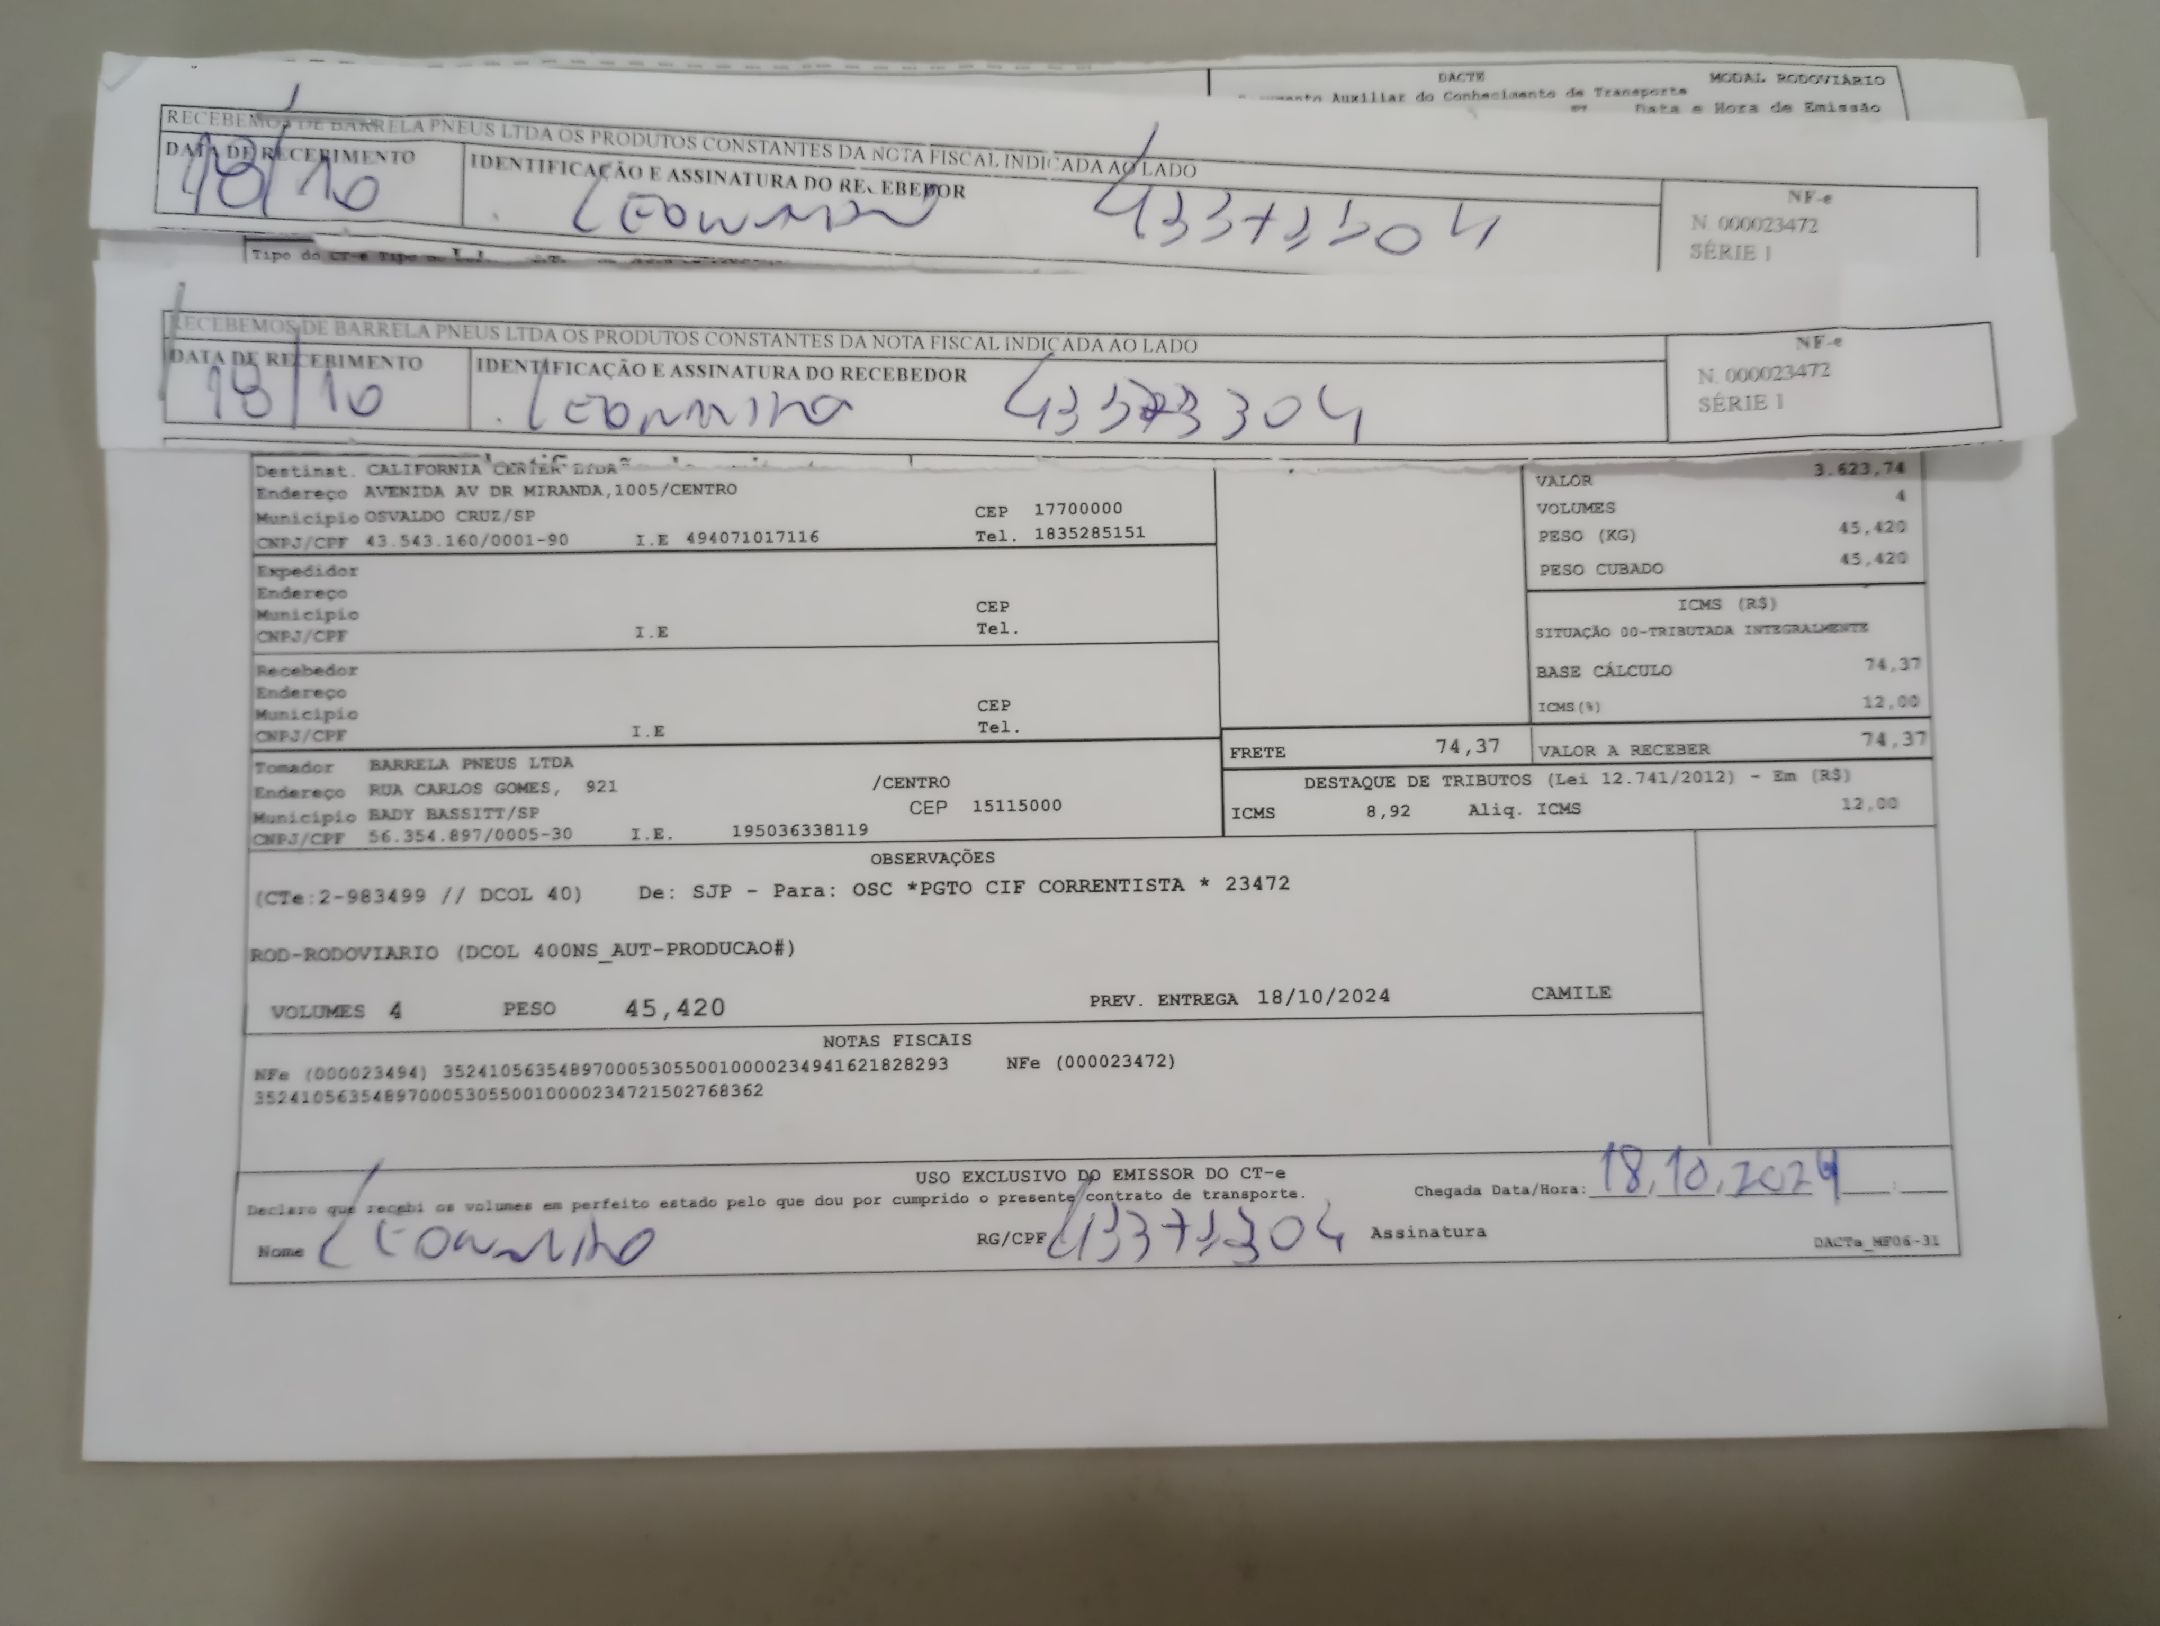 DACTE MODAL RODOVIÁRIO
Auxiliar do Conhecimento de Transporte
Data e Hora de Emissão
RECEBEMOS DE BARRELA PNEUS LTDA OS PRODUTOS CONSTANTES DA NOTA FISCAL INDICADA AO LADO
DATA DE RECEBIMENTO IDENTIFICAÇÃO E ASSINATURA DO RECEBEDOR NF-e
18/10 43373304 N. 000023472
SÉRIE 1
Tipo do CT-e
RECEBEMOS DE BARRELA PNEUS LTDA OS PRODUTOS CONSTANTES DA NOTA FISCAL INDICADA AO LADO
DATA DE RECEBIMENTO IDENTIFICAÇÃO E ASSINATURA DO RECEBEDOR NF-e
18/10 43373304 N. 000023472
SÉRIE 1
Destinat. CALIFORNIA CENTER LTDA
Endereço AVENIDA AV DR MIRANDA,1005/CENTRO
Município OSVALDO CRUZ/SP CEP 17700000
CNPJ/CPF 43.543.160/0001-90 I.E 494071017116 Tel. 1835285151
VALOR 3.623,74
VOLUMES 4
PESO (KG) 45,420
PESO CUBADO 45,420
Expedidor
Endereço
Município CEP
CNPJ/CPF I.E Tel.
ICMS (R$)
SITUAÇÃO 00-TRIBUTADA INTEGRALMENTE
BASE CÁLCULO 74,37
ICMS(%) 12,00
Recebedor
Endereço
Município CEP
CNPJ/CPF I.E Tel.
FRETE 74,37 VALOR A RECEBER 74,37
Tomador BARRELA PNEUS LTDA
Endereço RUA CARLOS GOMES, 921 /CENTRO
Município BADY BASSITT/SP CEP 15115000
CNPJ/CPF 56.354.897/0005-30 I.E. 195036338119
DESTAQUE DE TRIBUTOS (Lei 12.741/2012) - Em (R$)
ICMS 8,92 Aliq. ICMS 12,00
OBSERVAÇÕES
(CTe:2-983499 // DCOL 40) De: SJP - Para: OSC *PGTO CIF CORRENTISTA * 23472
ROD-RODOVIARIO (DCOL 400NS_AUT-PRODUCAO#)
VOLUMES 4 PESO 45,420 PREV. ENTREGA 18/10/2024 CAMILE
NOTAS FISCAIS
NFe (000023494) 35241056354897000530550010000234941621828293 NFe (000023472)
35241056354897000530550010000234721502768362
USO EXCLUSIVO DO EMISSOR DO CT-e
Declaro que recebi os volumes em perfeito estado pelo que dou por cumprido o presente contrato de transporte. Chegada Data/Hora: 18,10,2024
Nome RG/CPF 43373304 Assinatura DACTe_MF06-31